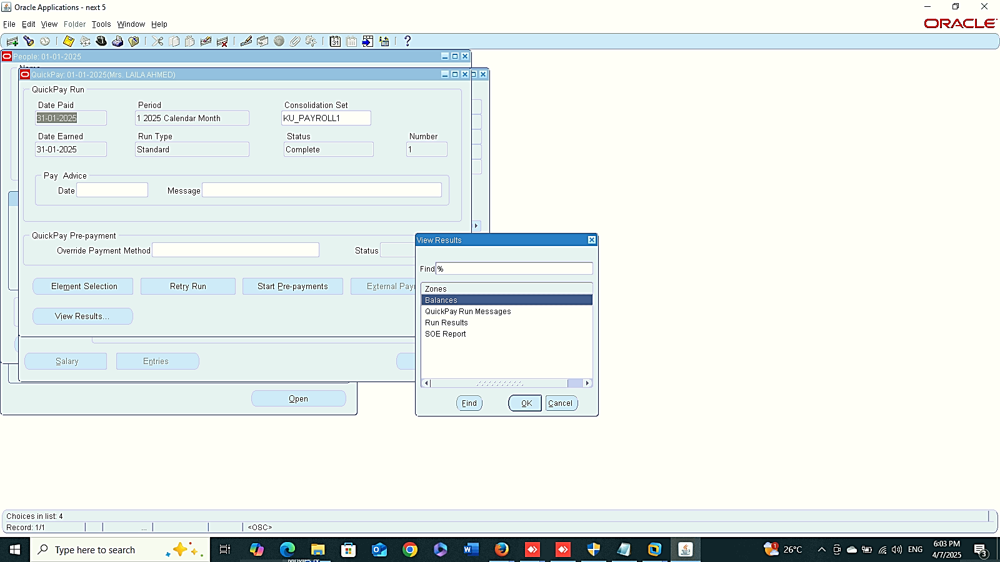 Oracle Applications - next 5
File Edit View Folder Tools Window Help
ORACLE
People: 01-01-2025
QuickPay: 01-01-2025(Mrs. LAILA AHMED)
QuickPay Run
Date Paid Period Consolidation Set
31-01-2025 1 2025 Calendar Month KU_PAYROLL1
Date Earned Run Type Status Number
31-01-2025 Standard Complete 1
Pay Advice
Date Message
QuickPay Pre-payment
Override Payment Method Status
Element Selection Retry Run Start Pre-payments External Pay
View Results...
Salary Entries
Open
View Results
Find %
Zones
Balances
QuickPay Run Messages
Run Results
SOE Report
Find OK Cancel
Choices in list: 4
Record: 1/1 ... <OSC>
Type here to search 1 26°C ENG 6:03 PM
4/7/2025 3